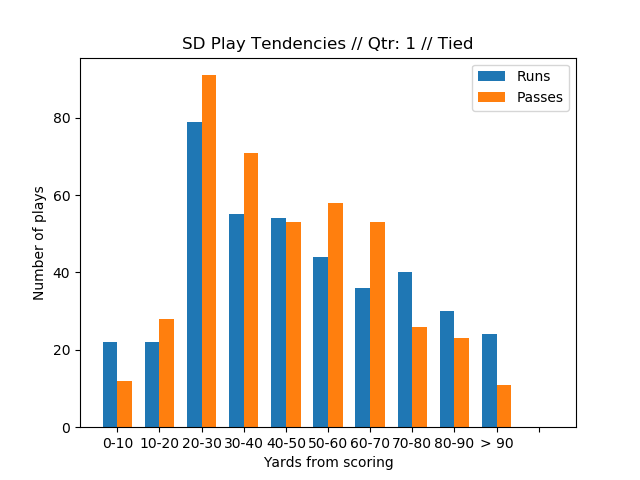 SD Play Tendencies // Qtr: 1 // Tied
Runs
Passes
Number of plays
80
60
40
20
0
0-10 10-20 20-30 30-40 40-50 50-60 60-70 70-80 80-90 > 90
Yards from scoring